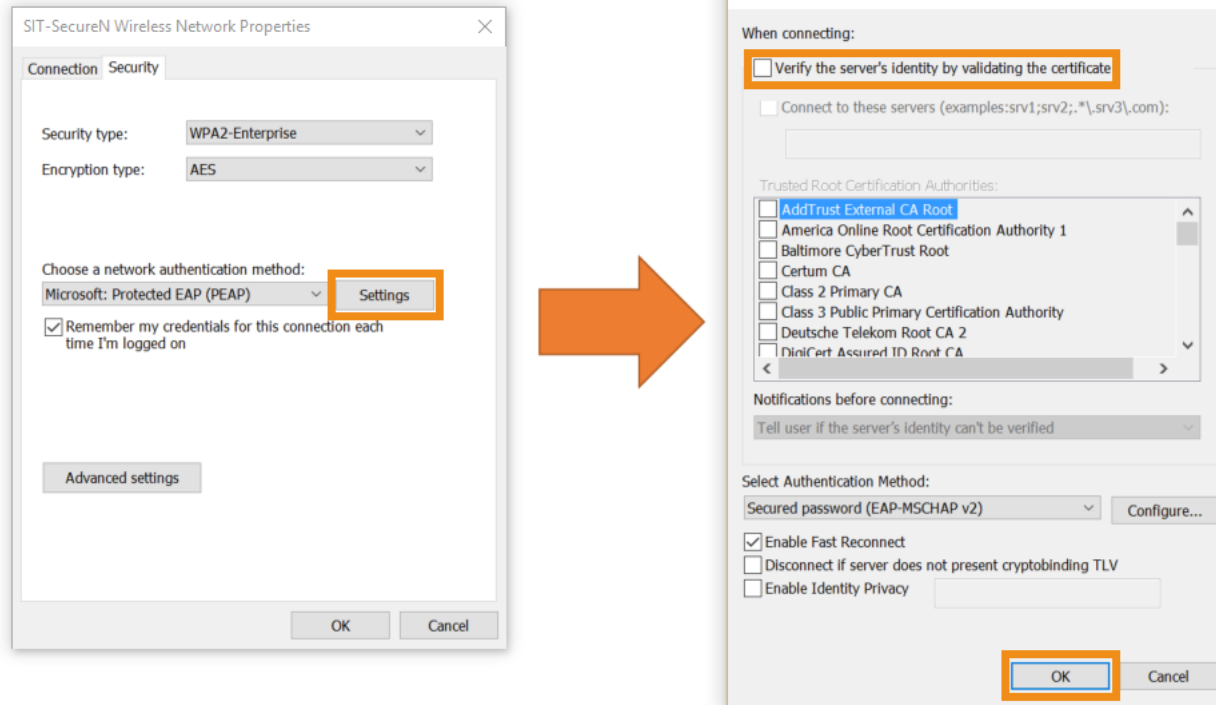 SIT-SecureN Wireless Network Properties
Connection Security
Security type: WPA2-Enterprise
Encryption type: AES
Choose a network authentication method:
Microsoft: Protected EAP (PEAP) Settings
Remember my credentials for this connection each
time I'm logged on
Advanced settings
OK Cancel
When connecting:
Verify the server's identity by validating the certificate
Connect to these servers (examples:srv1;srv2;.*\.srv3\.com):
Trusted Root Certification Authorities:
AddTrust External CA Root
America Online Root Certification Authority 1
Baltimore CyberTrust Root
Certum CA
Class 2 Primary CA
Class 3 Public Primary Certification Authority
Deutsche Telekom Root CA 2
DigiCert Assured ID Root CA
Notifications before connecting:
Tell user if the server's identity can't be verified
Select Authentication Method:
Secured password (EAP-MSCHAP v2) Configure...
Enable Fast Reconnect
Disconnect if server does not present cryptobinding TLV
Enable Identity Privacy
OK Cancel